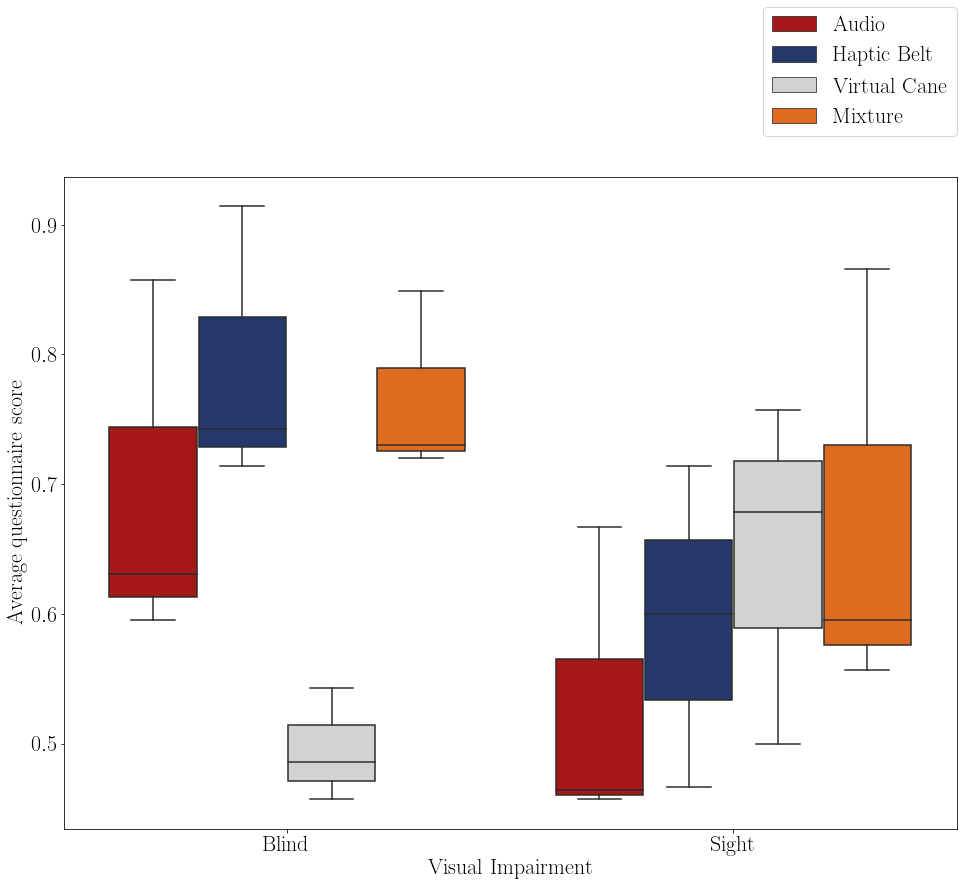 Audio
Haptic Belt
Virtual Cane
Mixture
0.9
0.8
0.7
0.6
0.5
Average questionnaire score
Blind
Sight
Visual Impairment